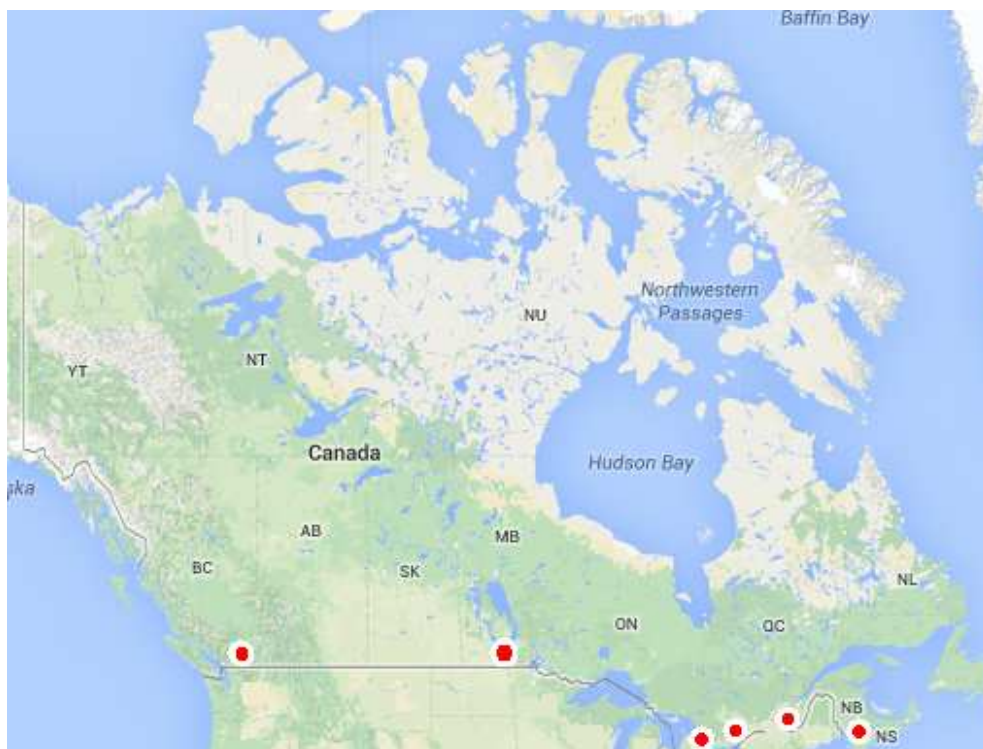 Baffin Bay
NU
Northwestern
Passages
NT
YT
Canada
Hudson Bay
ska
AB
MB
BC
SK
NL
ON
QC
NB
NS